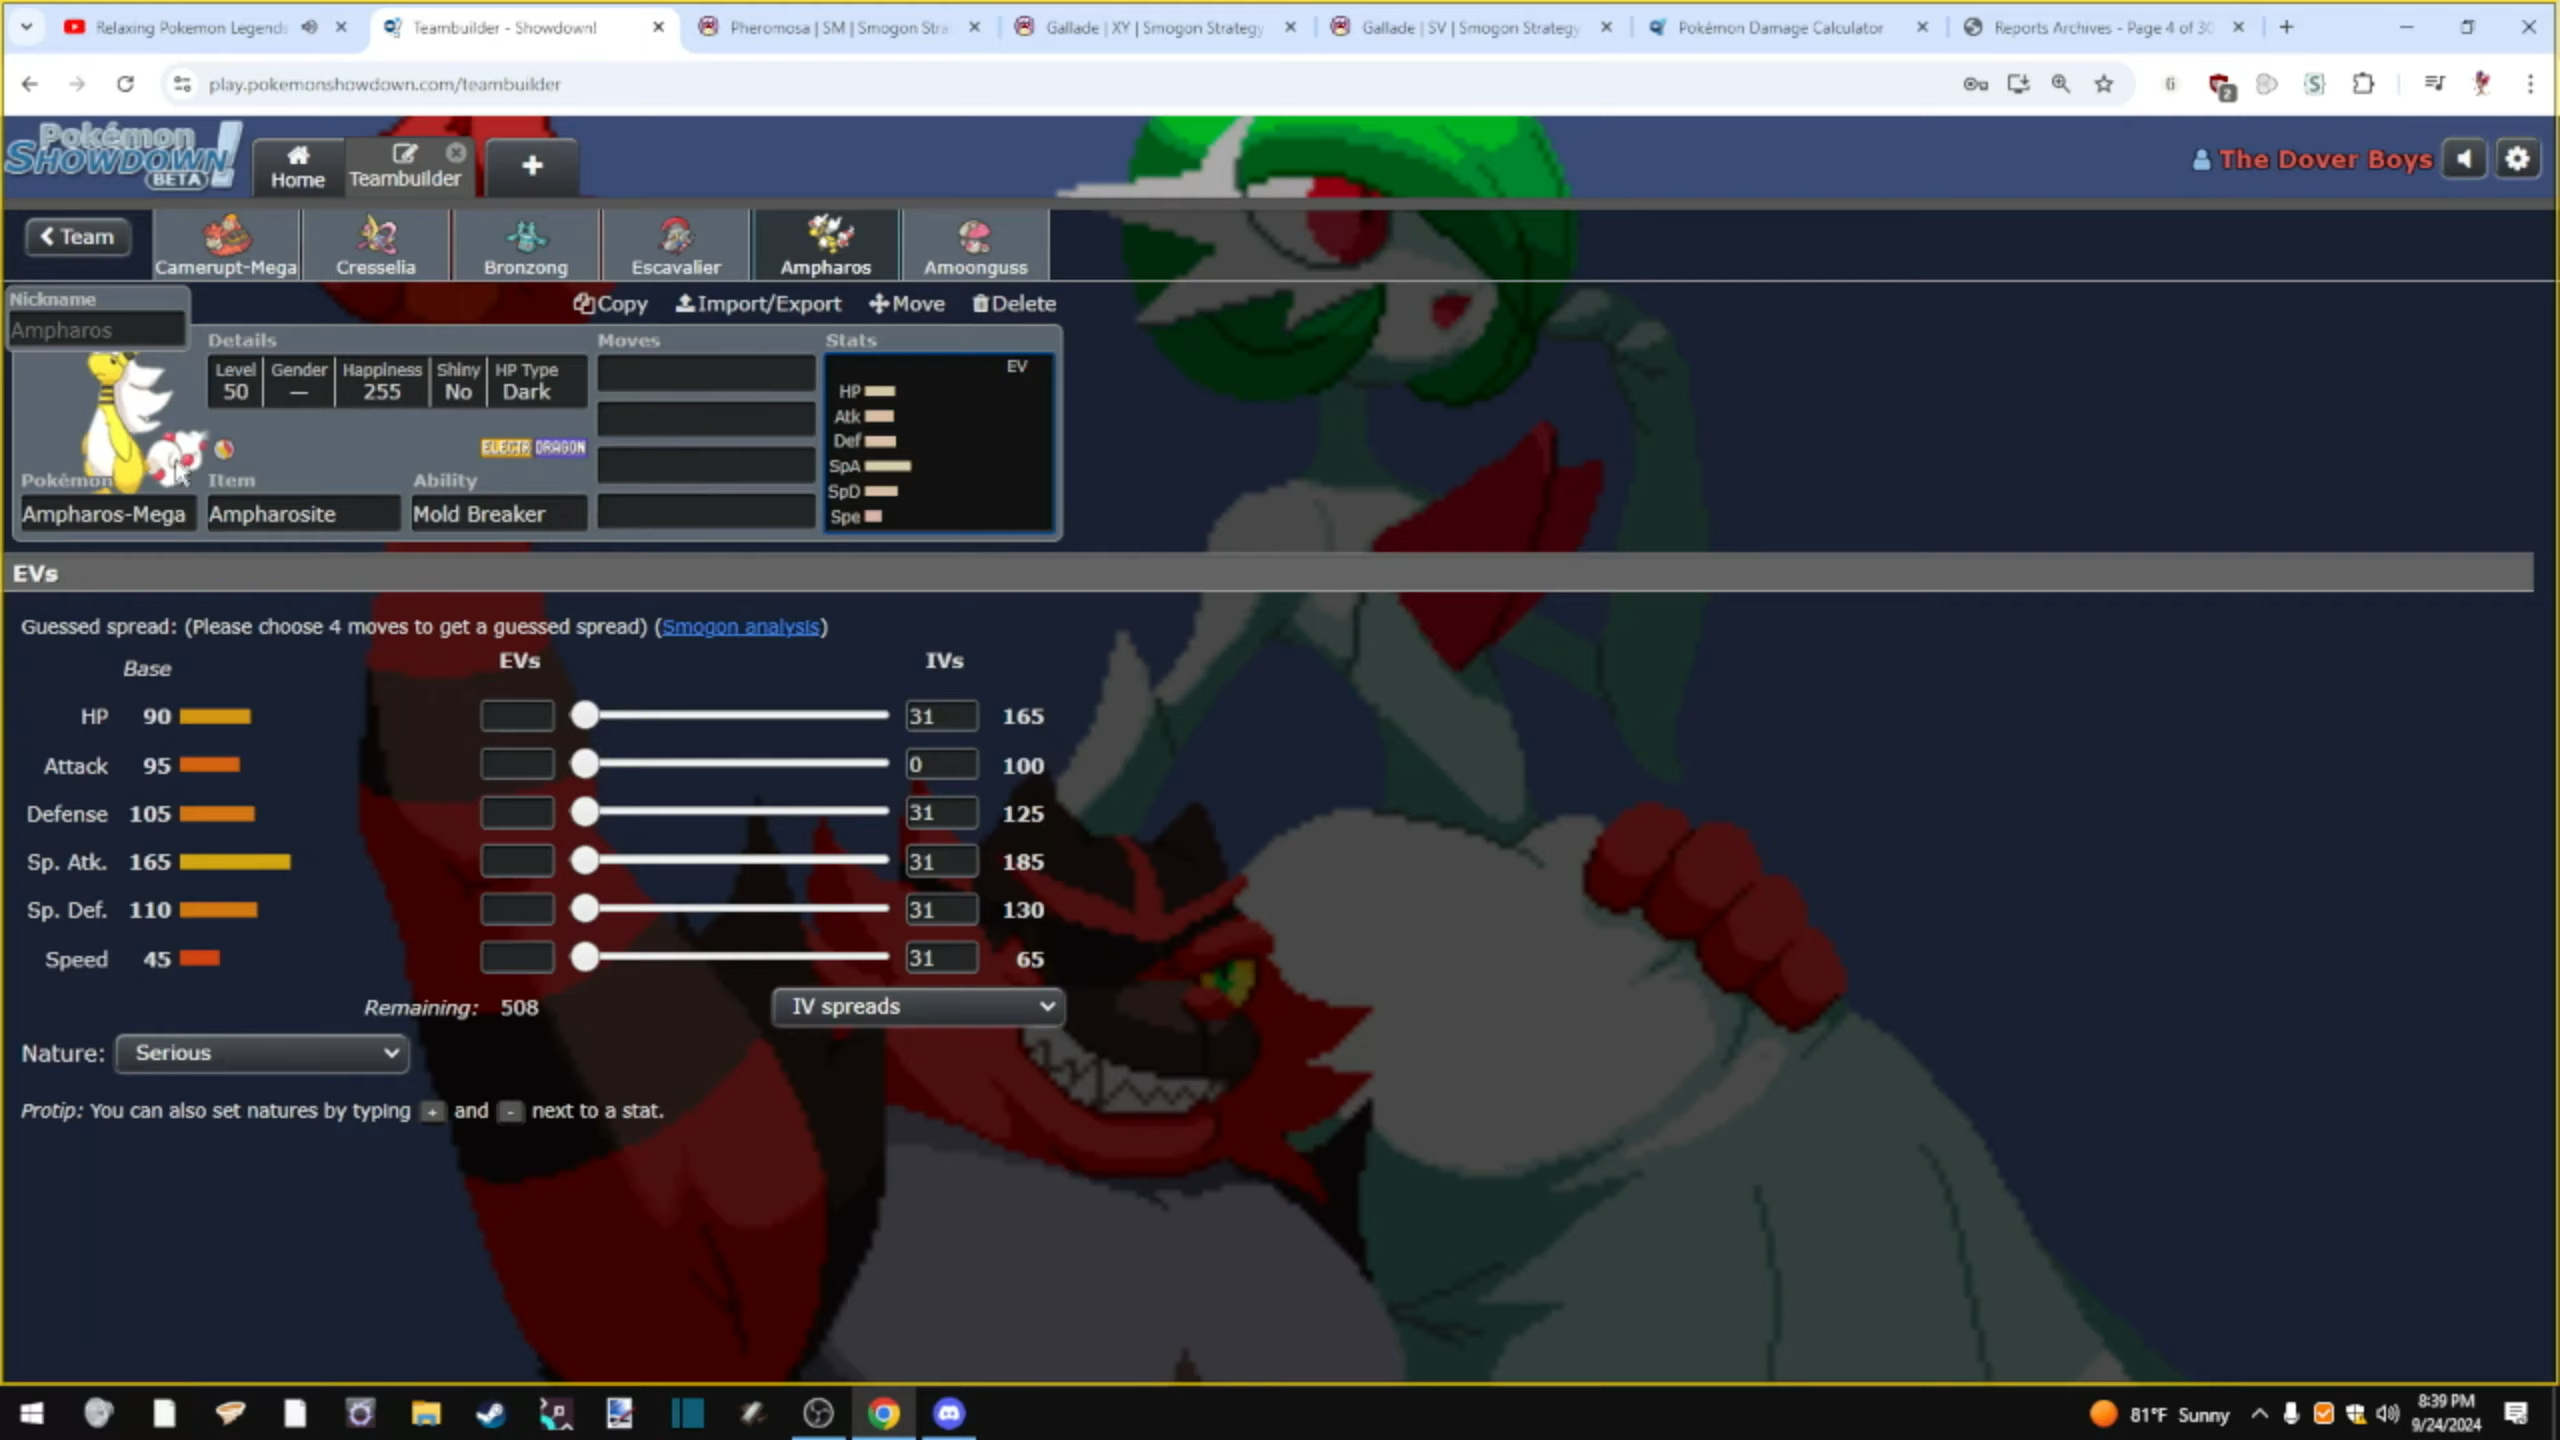 Relaxing Pokemon Legends
Teambuilder - Showdown!
Pheromosa | SM | Smogon Stra
Gallade | XY | Smogon Strategy
Gallade | SV | Smogon Strategy
Pokémon Damage Calculator
Reports Archives - Page 4 of 30
play.pokemonshowdown.com/teambuilder
2
Pokémon
SHOWDOWN!
BETA
Home
Teambuilder
The Dover Boys
Team
Camerupt-Mega
Cresselia
Bronzong
Escavalier
Ampharos
Amoonguss
Nickname
Ampharos
Copy
Import/Export
Move
Delete
Details
Moves
Stats
Level
Gender
Happiness
Shiny
HP Type
50
—
255
No
Dark
EV
HP
Atk
Def
SpA
SpD
Spe
ELECTR DRAGON
Pokémon
Item
Ability
Ampharos-Mega
Ampharosite
Mold Breaker
EVs
Guessed spread: (Please choose 4 moves to get a guessed spread) (Smogon analysis)
Base
EVs
IVs
HP 90 31 165
Attack 95 0 100
Defense 105 31 125
Sp. Atk. 165 31 185
Sp. Def. 110 31 130
Speed 45 31 65
Remaining: 508
IV spreads
Nature: Serious
Protip: You can also set natures by typing + and - next to a stat.
81°F Sunny
8:39 PM
9/24/2024